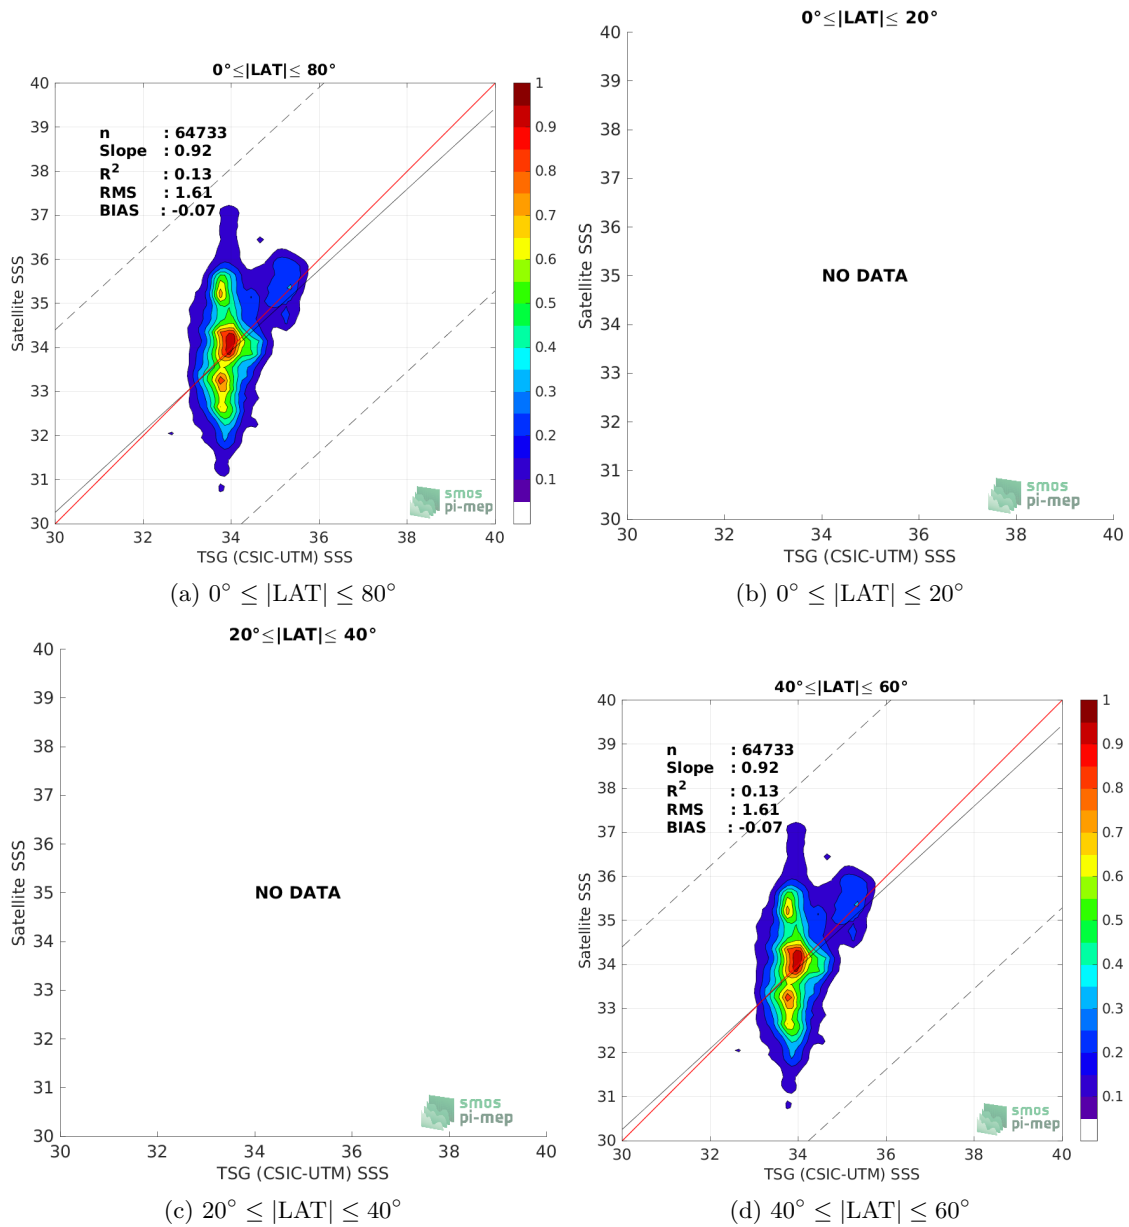 0°≤|LAT|≤ 80°
40
39
38
37
36
35
34
33
32
31
30
Satellite SSS
n : 64733
Slope : 0.92
R² : 0.13
RMS : 1.61
BIAS : -0.07
smos
pi-mep
30 32 34 36 38 40
TSG (CSIC-UTM) SSS
1
0.9
0.8
0.7
0.6
0.5
0.4
0.3
0.2
0.1
(a) 0° ≤ |LAT| ≤ 80°
0°≤|LAT|≤ 20°
40
39
38
37
36
35
34
33
32
31
30
Satellite SSS
NO DATA
smos
pi-mep
30 32 34 36 38 40
TSG (CSIC-UTM) SSS
(b) 0° ≤ |LAT| ≤ 20°
20°≤|LAT|≤ 40°
40
39
38
37
36
35
34
33
32
31
30
Satellite SSS
NO DATA
smos
pi-mep
30 32 34 36 38 40
TSG (CSIC-UTM) SSS
(c) 20° ≤ |LAT| ≤ 40°
40°≤|LAT|≤ 60°
40
39
38
37
36
35
34
33
32
31
30
Satellite SSS
n : 64733
Slope : 0.92
R² : 0.13
RMS : 1.61
BIAS : -0.07
smos
pi-mep
30 32 34 36 38 40
TSG (CSIC-UTM) SSS
1
0.9
0.8
0.7
0.6
0.5
0.4
0.3
0.2
0.1
(d) 40° ≤ |LAT| ≤ 60°